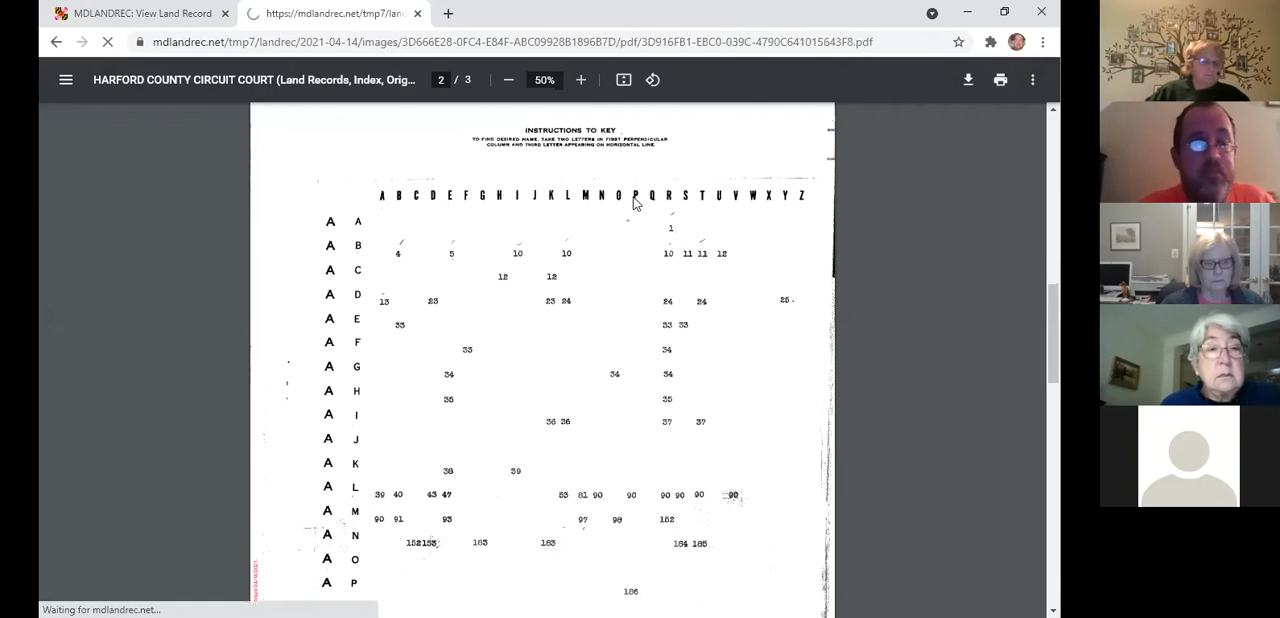 MDLANDREC: View Land Record
https://mdlandrec.net/tmp7/lan
mdlandrec.net/tmp7/landrec/2021-04-14/images/3D666E28-0FC4-E84F-ABC09928B1896B7D/pdf/3D916FB1-EBC0-039C-4790C641015643F8.pdf
HARFORD COUNTY CIRCUIT COURT (Land Records, Index, Orig... 2 / 3 50%
INSTRUCTIONS TO KEY
TO FIND DESIRED NAME, TAKE TWO LETTERS IN FIRST PERPENDICULAR
COLUMN AND THIRD LETTER APPEARING ON HORIZONTAL LINE.
A B C D E F G H I J K L M N O P Q R S T U V W X Y Z
A A 1
A B 4 5 10 10 10 11 11 12
A C 12 12
A D 13 23 23 24 24 24 25.
A E 33 33 33
A F 33 34
A G 34 34 34
A H 35 35
A I 36 36 37 37
A J
A K 38 39
A L 39 40 43 47 53 81 90 90 90 90 90 90
A M 90 91 93 97 98 152
A N 152 153 183 183 184 185
A O
A P 186
Waiting for mdlandrec.net...